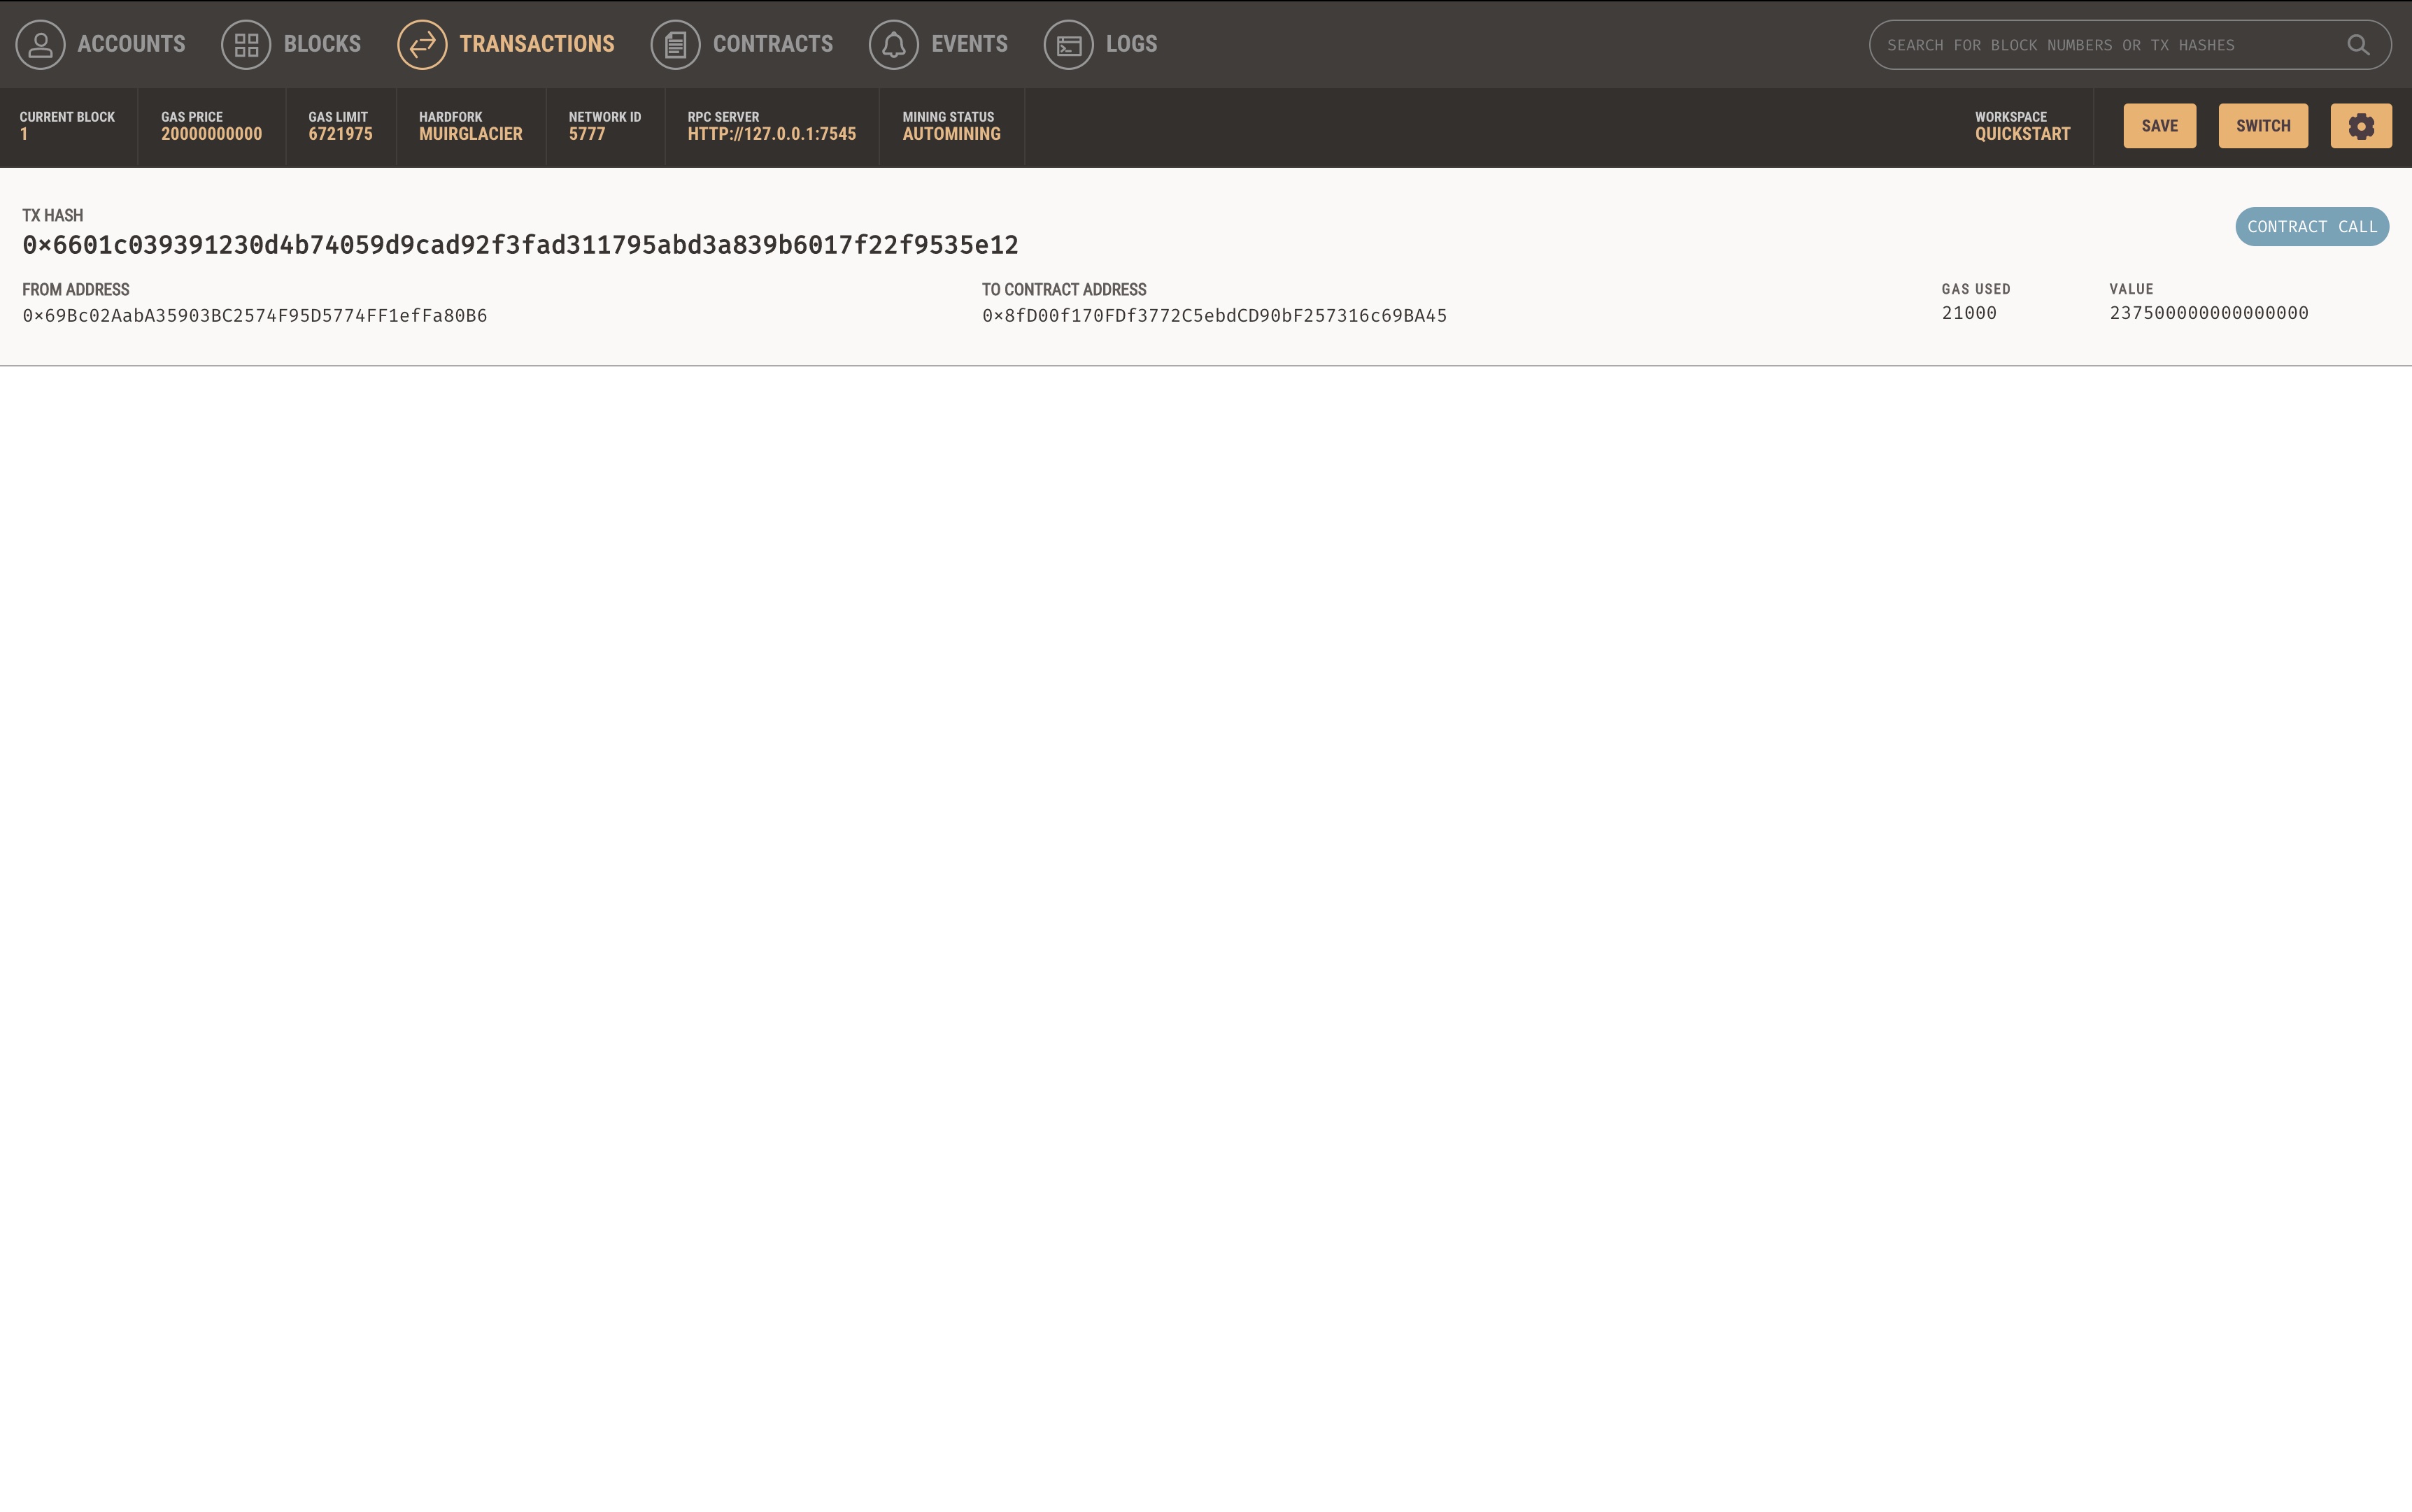 ACCOUNTS BLOCKS TRANSACTIONS CONTRACTS EVENTS LOGS SEARCH FOR BLOCK NUMBERS OR TX HASHES
CURRENT BLOCK GAS PRICE GAS LIMIT HARDFORK NETWORK ID RPC SERVER MINING STATUS WORKSPACE
1 20000000000 6721975 MUIRGLACIER 5777 HTTP://127.0.0.1:7545 AUTOMINING QUICKSTART SAVE SWITCH
TX HASH
0×6601c039391230d4b74059d9cad92f3fad311795abd3a839b6017f22f9535e12 CONTRACT CALL
FROM ADDRESS TO CONTRACT ADDRESS GAS USED VALUE
0×69Bc02AabA35903BC2574F95D5774FF1efFa80B6 0×8fD00f170FDf3772C5ebdCD90bF257316c69BA45 21000 237500000000000000